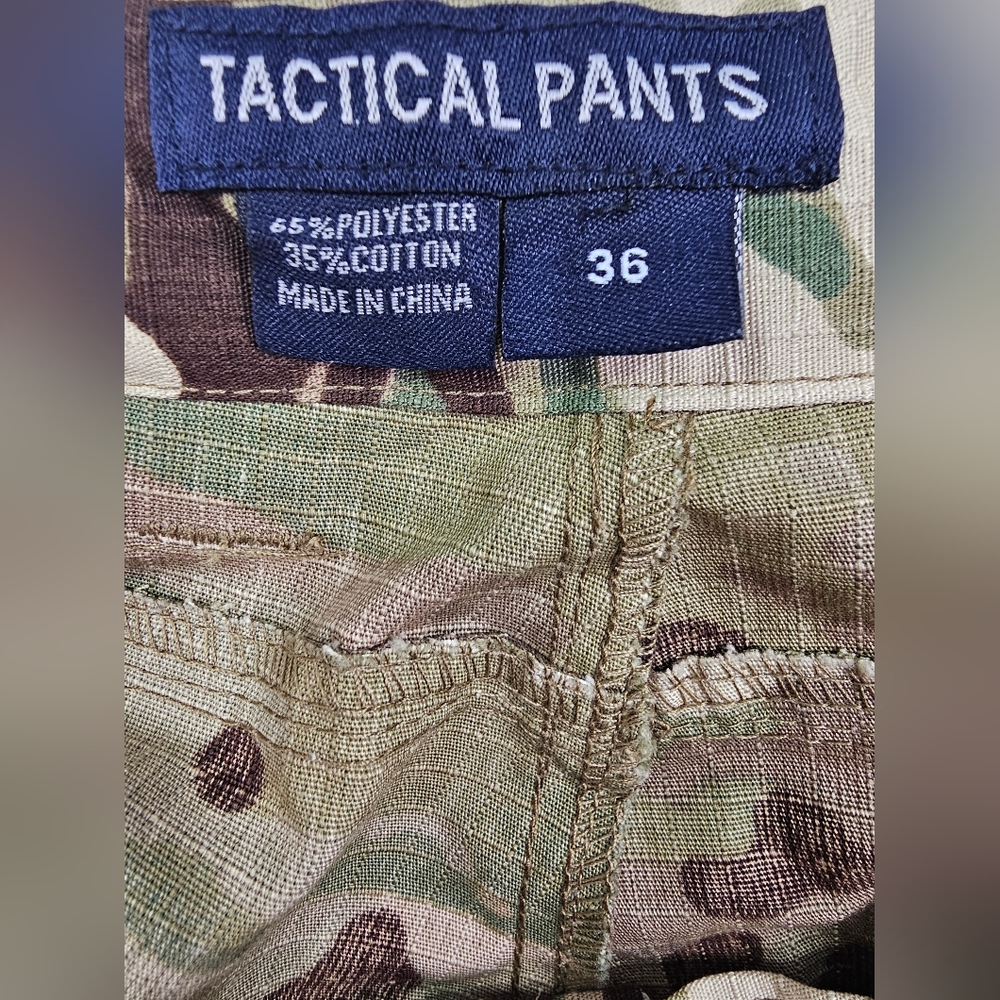 TACTICAL PANTS
65%POLYESTER
35%COTTON
MADE IN CHINA
36